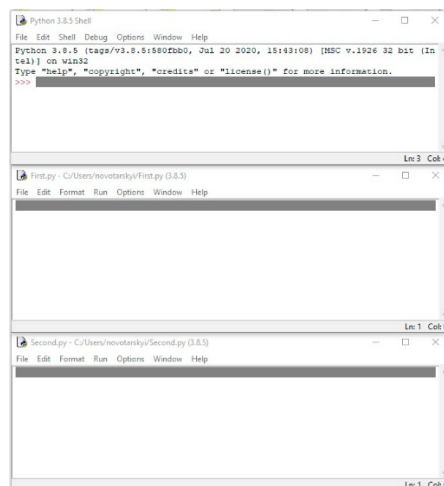 Python 3.8.5 Shell
File Edit Shell Debug Options Window Help
Python 3.8.5 (tags/v3.8.5:580fbb0, Jul 20 2020, 15:43:08) [MSC v.1926 32 bit (In
tel)] on win32
Type "help", "copyright", "credits" or "license()" for more information.
>>>
Ln: 3 Col: 4
First.py - C:/Users/novotarskyi/First.py (3.8.5)
File Edit Format Run Options Window Help
Ln: 1 Col:
Second.py - C:/Users/novotarskyi/Second.py (3.8.5)
File Edit Format Run Options Window Help
Ln: 1 Col: